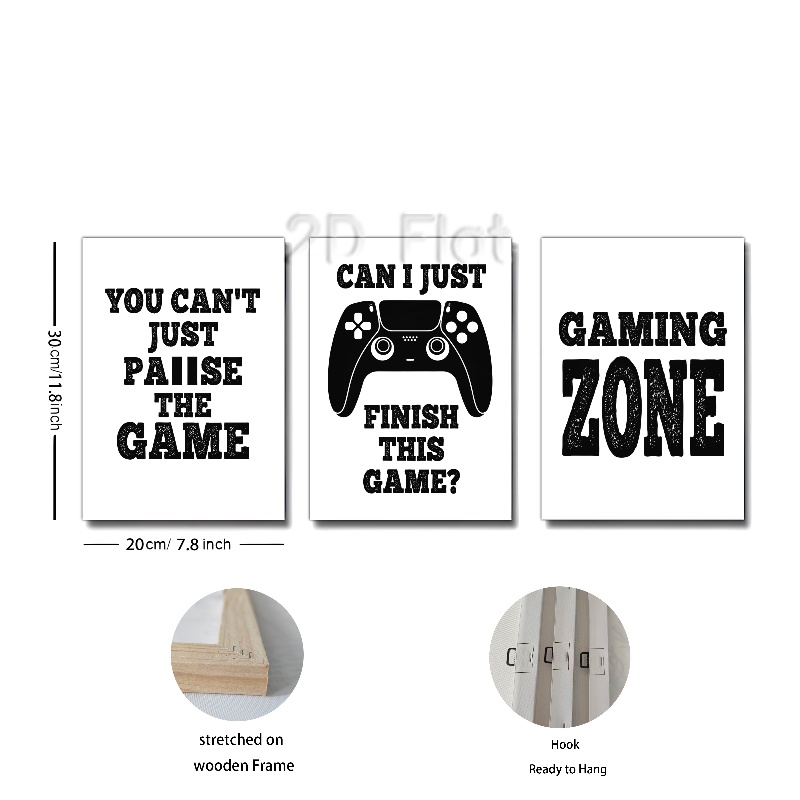 2D Flat
YOU CAN'T
JUST
PAIISE
THE
GAME
CAN I JUST
FINISH
THIS
GAME?
GAMING
ZONE
30cm/11.8inch
20cm/ 7.8 inch
stretched on
wooden Frame
Hook
Ready to Hang